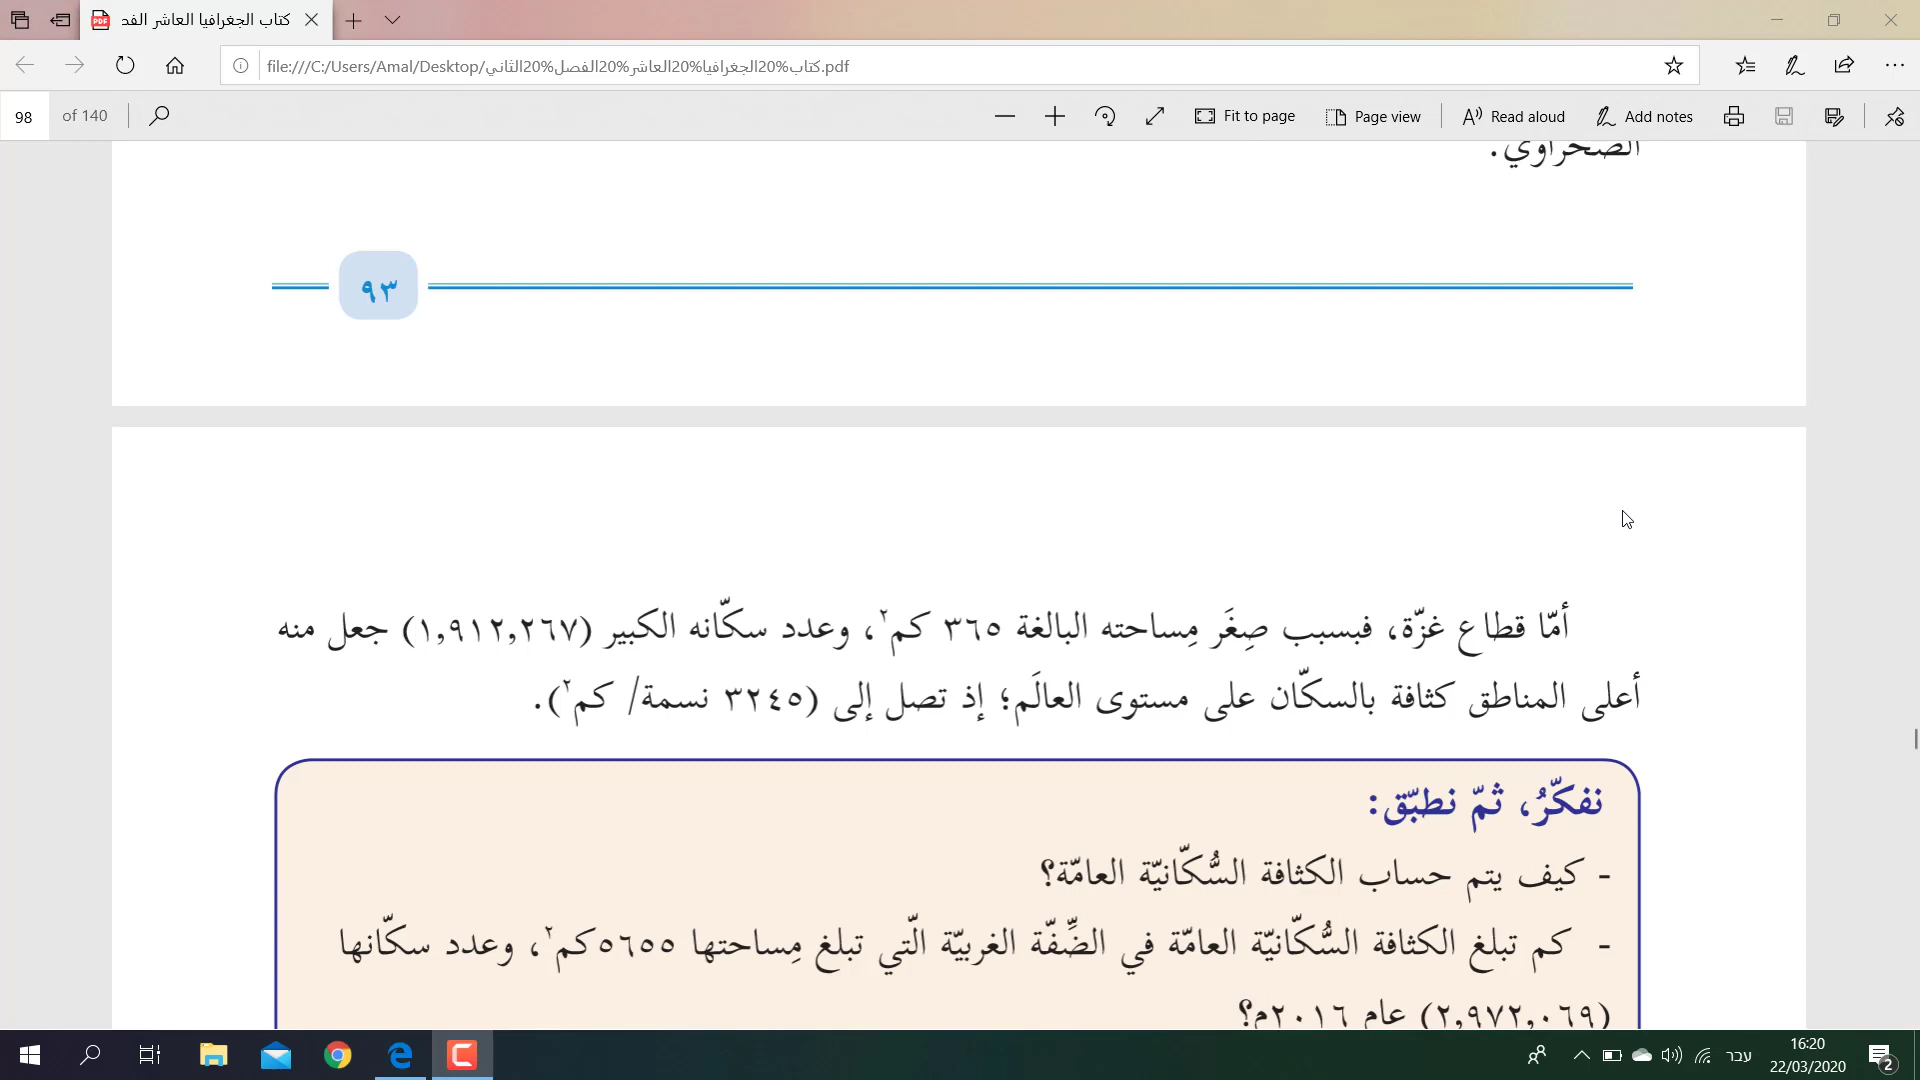 كتاب الجغرافيا العاشر الفص
file:///C:/Users/Amal/Desktop/كتاب%20الجغرافيا%20العاشر%20الفصل%20الثاني.pdf
98 of 140
Fit to page
Page view
Read aloud
Add notes
الصحراوي.
٩٣
أمّا قطاع غزّة، فبسبب صِغَر مِساحته البالغة ٣٦٥ كم٢، وعدد سكّانه الكبير (١,٩١٢,٢٦٧) جعل منه
أعلى المناطق كثافة بالسكّان على مستوى العالَم؛ إذ تصل إلى (٣٢٤٥ نسمة/ كم٢).
نفكّرُ، ثمّ نطبّق:
- كيف يتم حساب الكثافة السُّكّانيّة العامّة؟
- كم تبلغ الكثافة السُّكّانيّة العامّة في الضِّفّة الغربيّة الّتي تبلغ مِساحتها ٥٦٥٥كم٢، وعدد سكّانها
(٢,٩٧٢,٠٦٩) عام ٢٠١٦م؟
עבר
16:20
22/03/2020
2